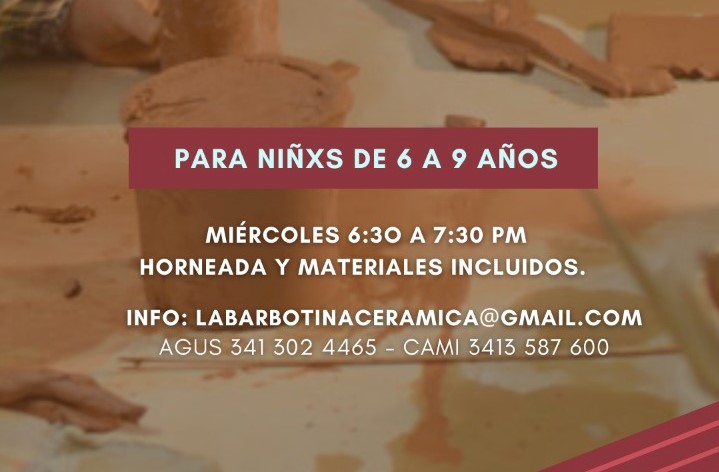 PARA NIÑXS DE 6 A 9 AÑOS
MIÉRCOLES 6:30 A 7:30 PM
HORNEADA Y MATERIALES INCLUIDOS.
INFO: LABARBOTINACERAMICA@GMAIL.COM
AGUS 341 302 4465 - CAMI 3413 587 600